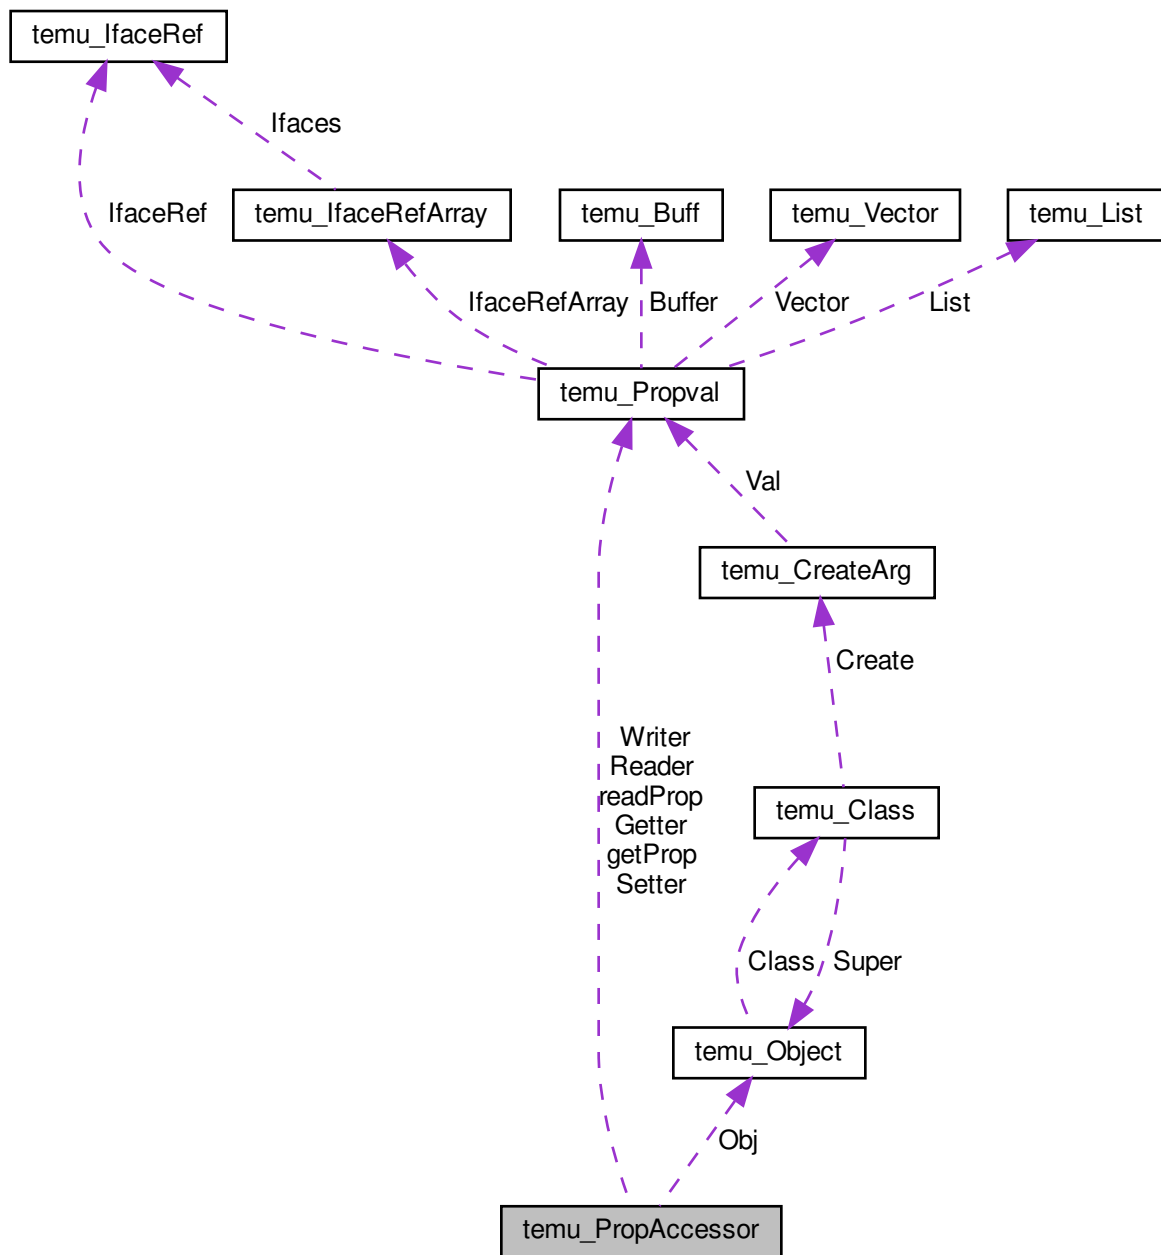 temu_IfaceRef
Ifaces
IfaceRef
temu_IfaceRefArray
temu_Buff
temu_Vector
temu_List
IfaceRefArray
Buffer
Vector
List
temu_Propval
Val
temu_CreateArg
Create
Writer
Reader
readProp
Getter
getProp
Setter
temu_Class
Class
Super
temu_Object
Obj
temu_PropAccessor